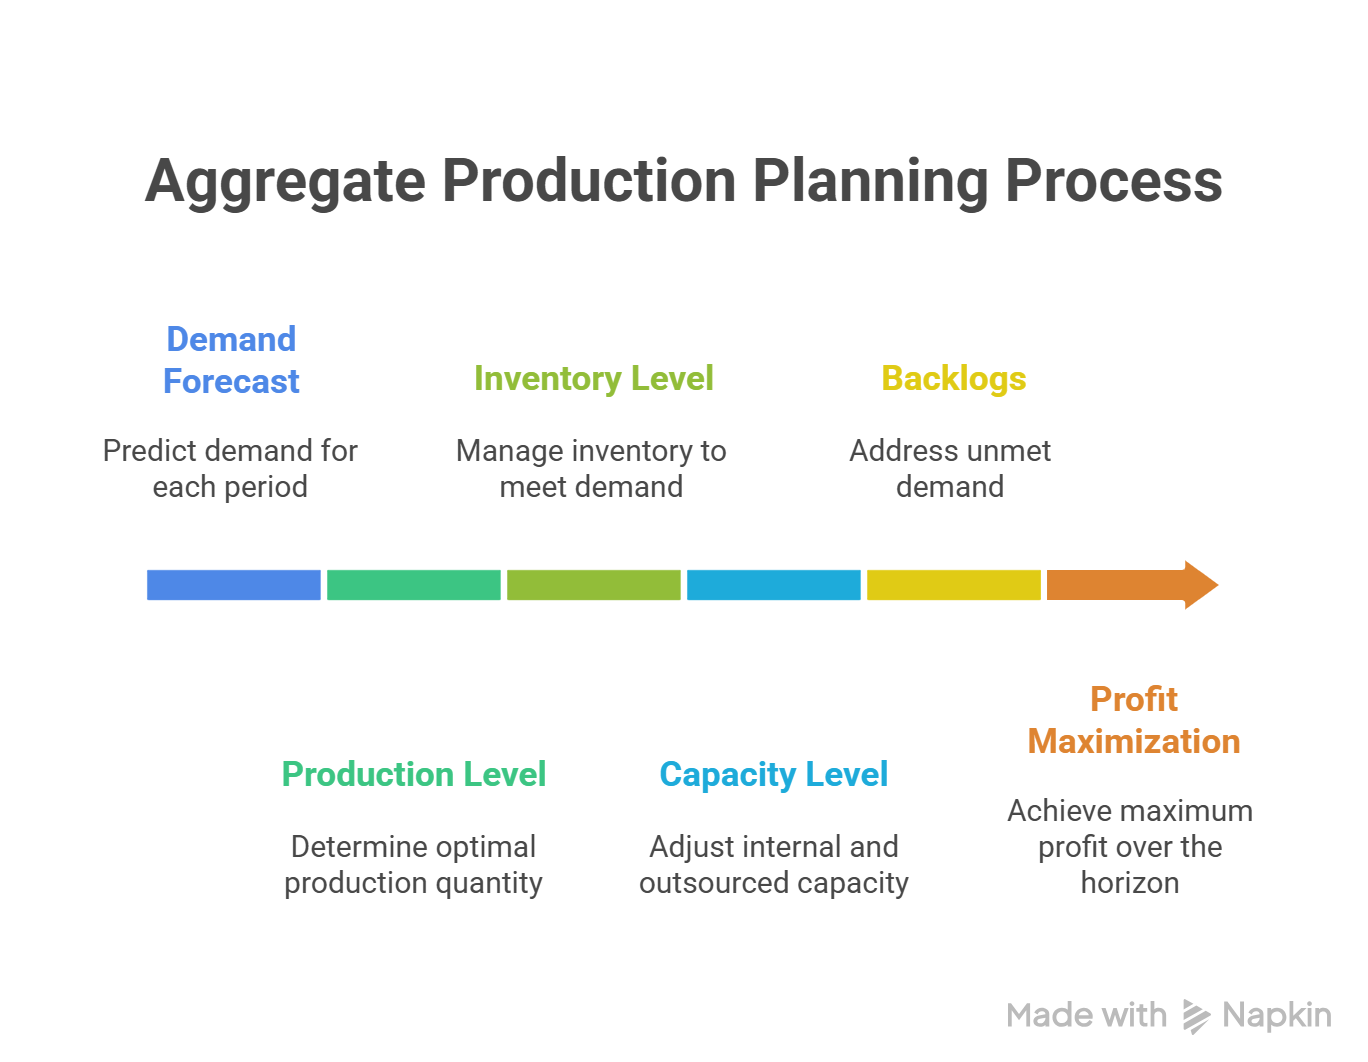 Aggregate Production Planning Process
Demand
Forecast
Predict demand for
each period
Inventory Level
Manage inventory to
meet demand
Backlogs
Address unmet
demand
Production Level
Determine optimal
production quantity
Capacity Level
Adjust internal and
outsourced capacity
Profit
Maximization
Achieve maximum
profit over the
horizon
Made with Napkin